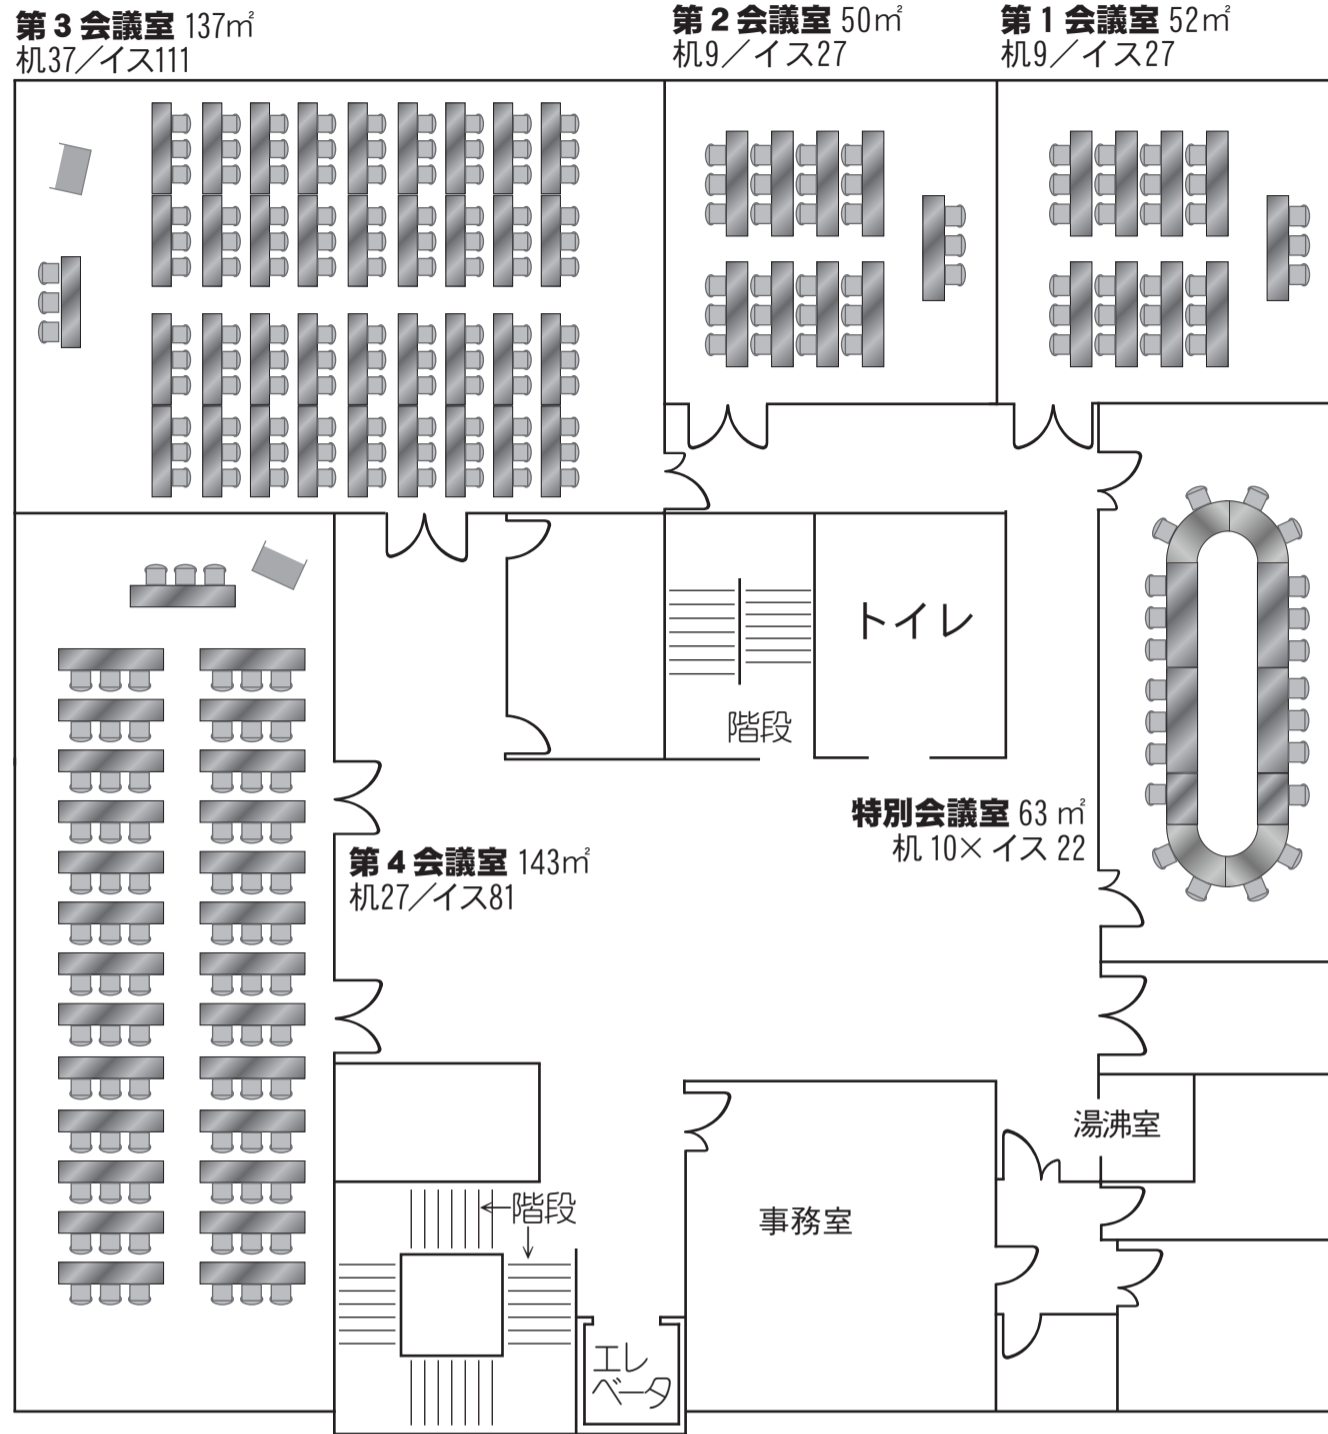 第3会議室 137㎡
机37／イス111
第2会議室 50㎡
机9／イス27
第1会議室 52㎡
机9／イス27
トイレ
階段
特別会議室 63㎡
机10×イス22
第4会議室 143㎡
机27／イス81
湯沸室
←階段
↓
事務室
エレ
ベータ